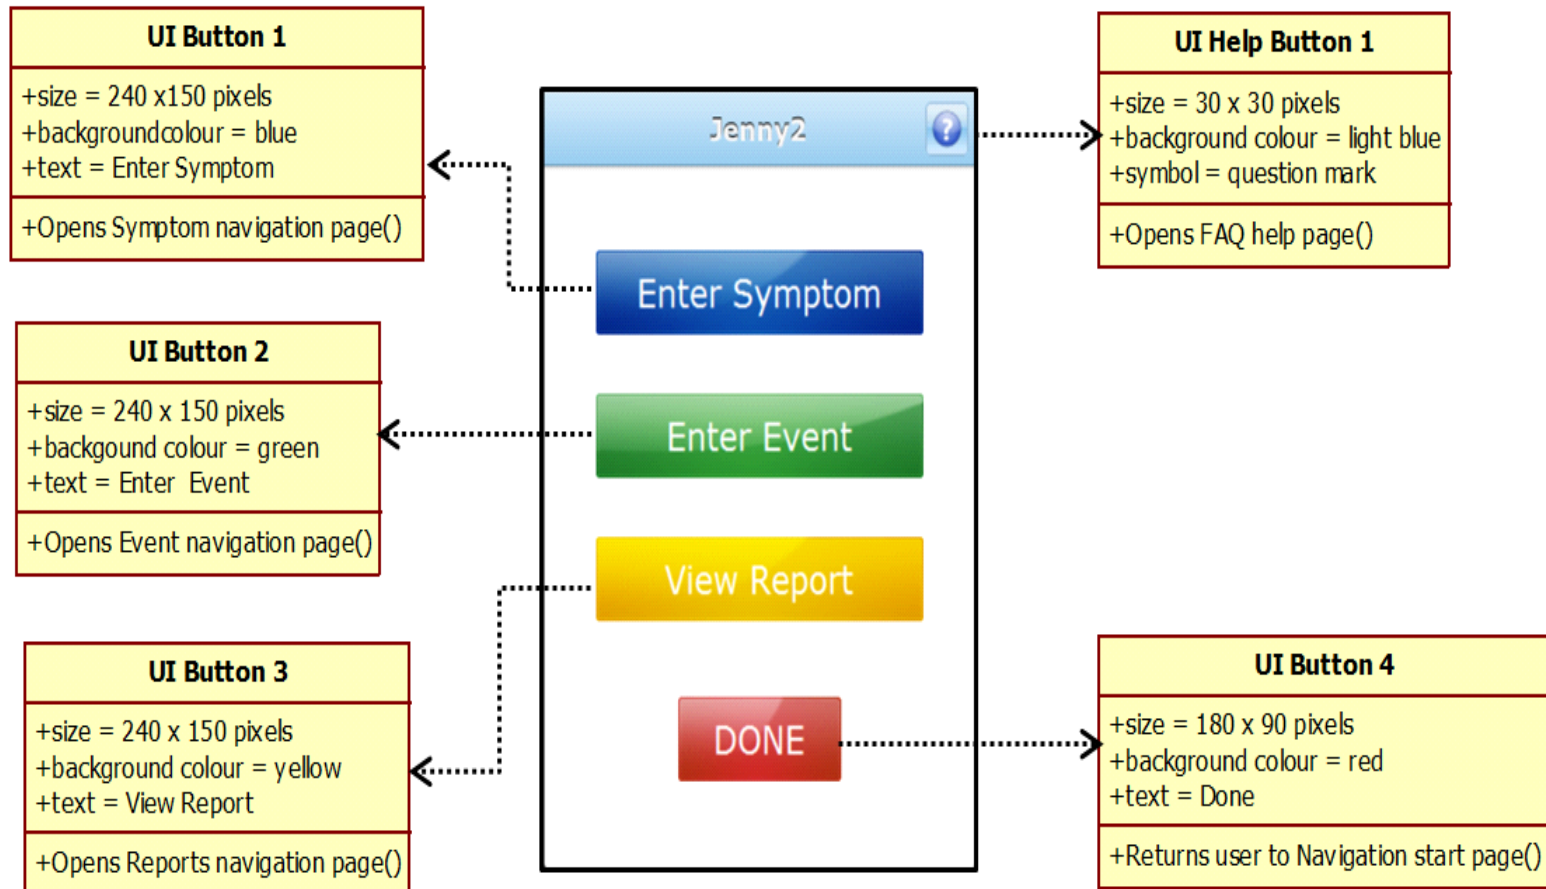 UI Button 1
+size = 240 x150 pixels
+backgroundcolour = blue
+text = Enter Symptom
+Opens Symptom navigation page()
UI Button 2
+size = 240 x 150 pixels
+backgound colour = green
+text = Enter  Event
+Opens Event navigation page()
UI Button 3
+size = 240 x 150 pixels
+background colour = yellow
+text = View Report
+Opens Reports navigation page()
Jenny2
?
Enter Symptom
Enter Event
View Report
DONE
UI Help Button 1
+size = 30 x 30 pixels
+background colour = light blue
+symbol = question mark
+Opens FAQ help page()
UI Button 4
+size = 180 x 90 pixels
+background colour = red
+text = Done
+Returns user to Navigation start page()